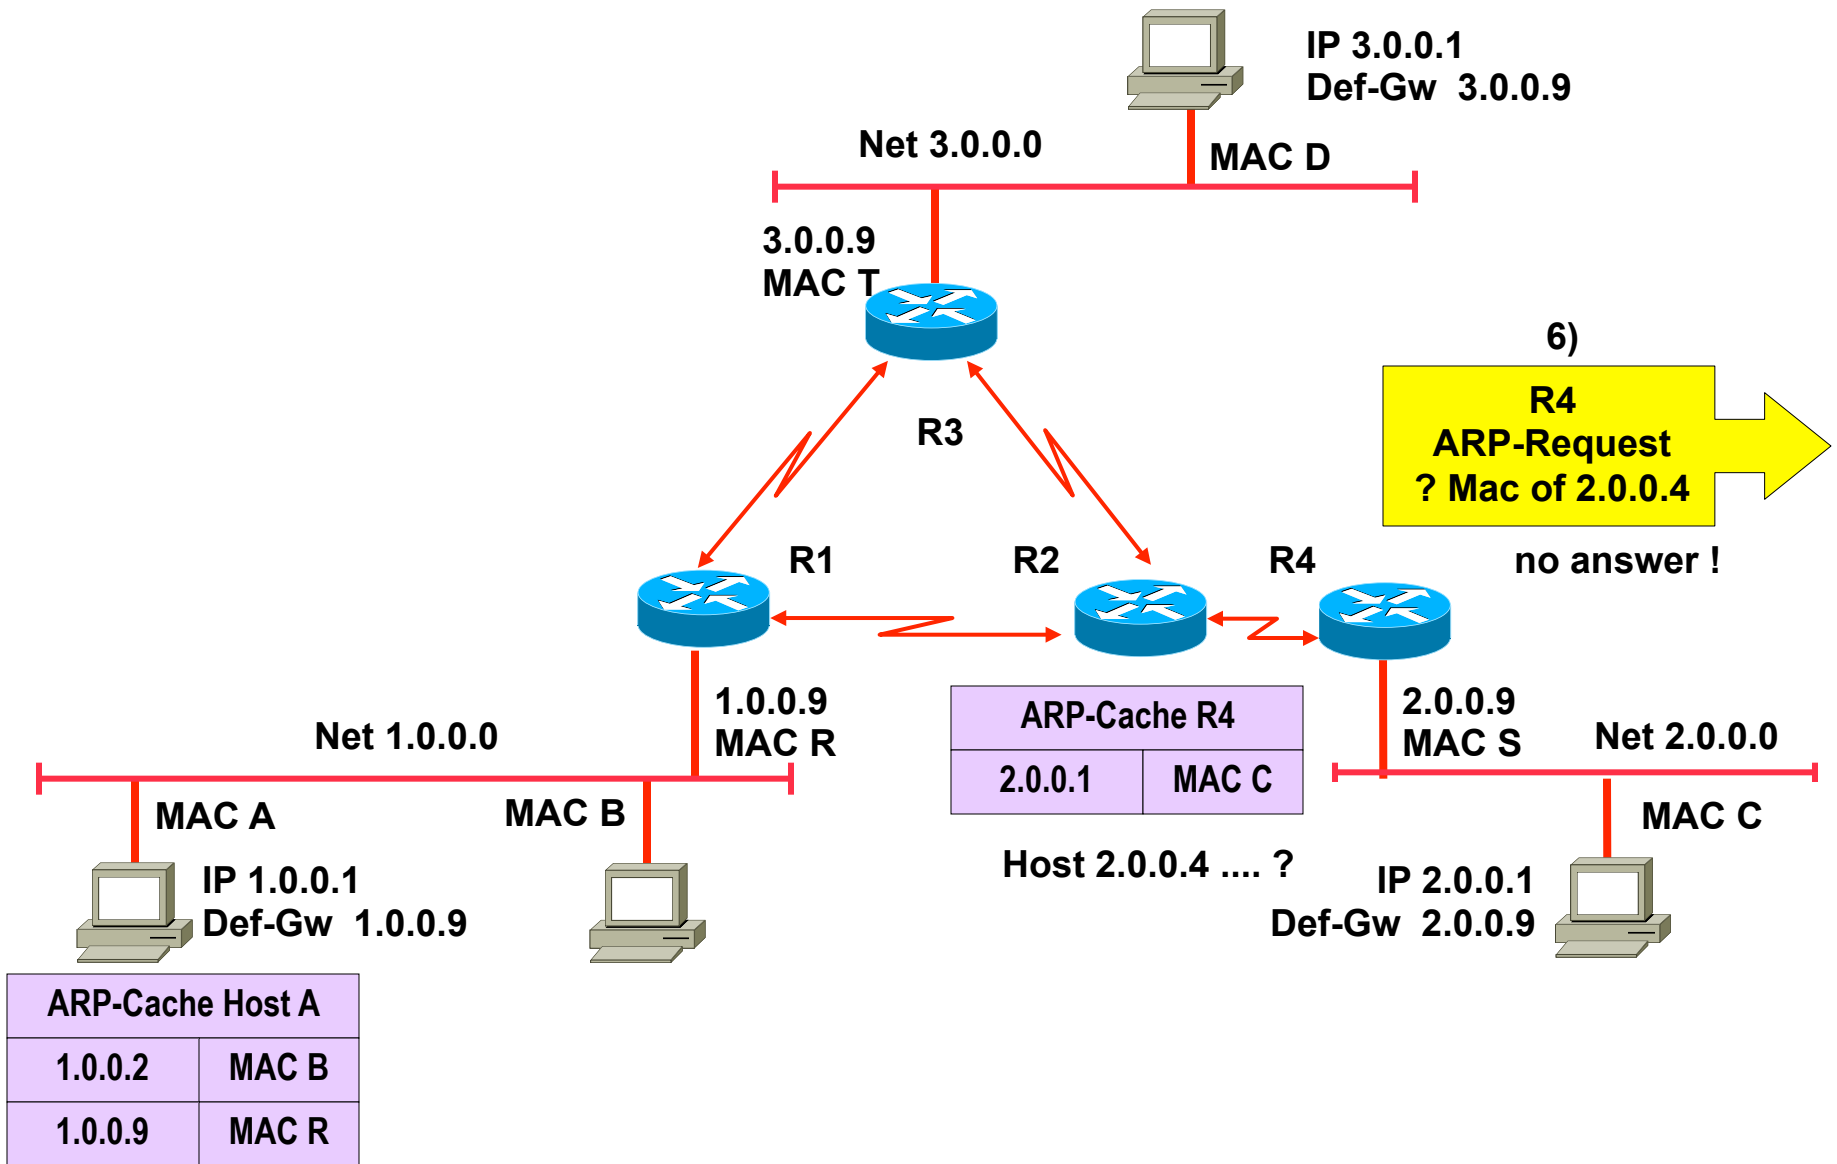 IP 3.0.0.1
Def-Gw 3.0.0.9
Net 3.0.0.0
MAC D
3.0.0.9
MAC T
R3
6)
R4
ARP-Request
? Mac of 2.0.0.4
no answer !
R1
R2
R4
1.0.0.9
MAC R
Net 1.0.0.0
ARP-Cache R4
2.0.0.1 MAC C
2.0.0.9
MAC S
Net 2.0.0.0
MAC A
MAC B
MAC C
Host 2.0.0.4 .... ?
IP 1.0.0.1
Def-Gw 1.0.0.9
IP 2.0.0.1
Def-Gw 2.0.0.9
ARP-Cache Host A
1.0.0.2 MAC B
1.0.0.9 MAC R